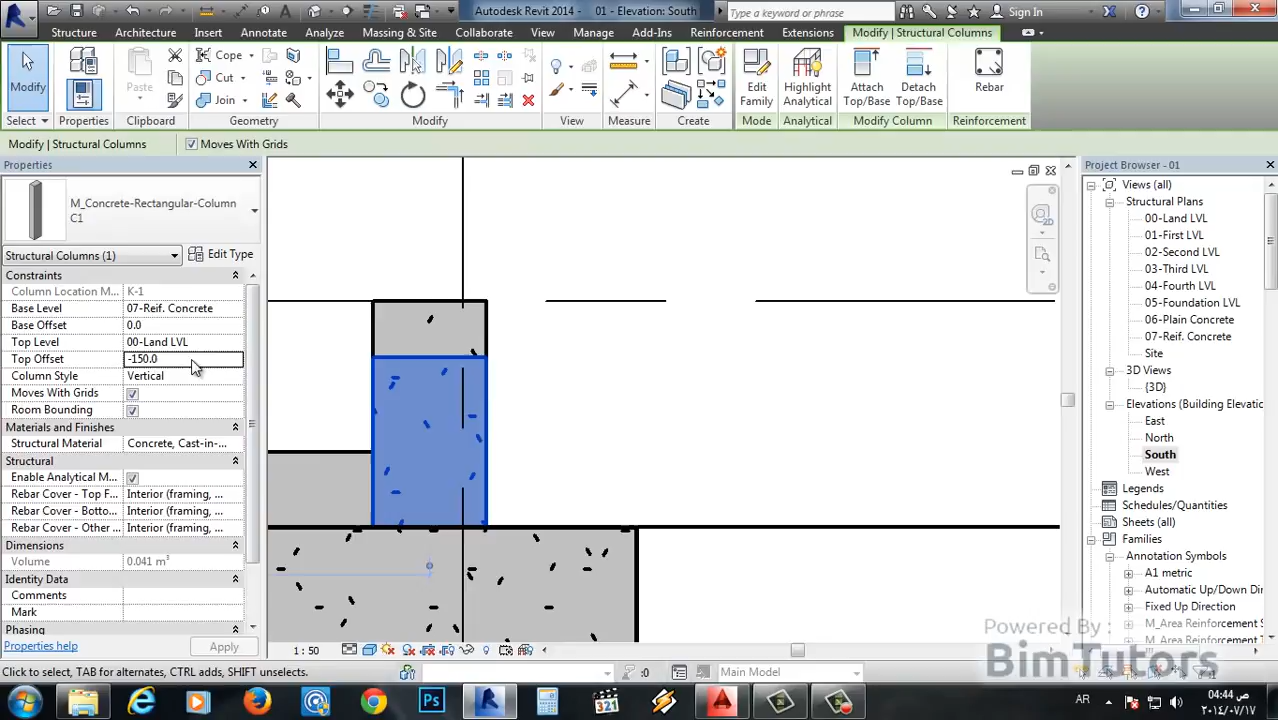 Autodesk Revit 2014 -
01 - Elevation: South
Type a keyword or phrase
Sign In
Structure
Architecture
Insert
Annotate
Analyze
Massing & Site
Collaborate
View
Manage
Add-Ins
Reinforcement
Extensions
Modify | Structural Columns
Modify
Properties
Paste
Cope
Cut
Join
Edit
Family
Highlight
Analytical
Attach
Top/Base
Detach
Top/Base
Rebar
Select
Properties
Clipboard
Geometry
Modify
View
Measure
Create
Mode
Analytical
Modify Column
Reinforcement
Modify | Structural Columns
Moves With Grids
Properties
M_Concrete-Rectangular-Column
C1
Structural Columns (1)
Edit Type
Constraints
Column Location M...
K-1
Base Level
07-Reif. Concrete
Base Offset
0.0
Top Level
00-Land LVL
Top Offset
-150.0
Column Style
Vertical
Moves With Grids
Room Bounding
Materials and Finishes
Structural Material
Concrete, Cast-in-...
Structural
Enable Analytical M...
Rebar Cover - Top F...
Interior (framing, ...
Rebar Cover - Botto...
Interior (framing, ...
Rebar Cover - Other ...
Interior (framing, ...
Dimensions
Volume
0.041 m³
Identity Data
Comments
Mark
Phasing
Properties help
Apply
1 : 50
2D
Project Browser - 01
Views (all)
Structural Plans
00-Land LVL
01-First LVL
02-Second LVL
03-Third LVL
04-Fourth LVL
05-Foundation LVL
06-Plain Concrete
07-Reif. Concrete
Site
3D Views
{3D}
Elevations (Building Elevatic
East
North
South
West
Legends
Schedules/Quantities
Sheets (all)
Families
Annotation Symbols
A1 metric
Automatic Up/Down Dir
Fixed Up Direction
M_Area Reinforcement S
M_Area Reinforcement T
Powered By :
BimTutors
Click to select, TAB for alternates, CTRL adds, SHIFT unselects.
:0
Main Model
Ps
321
AR
04:44 ص
٢٠١٤/٠٧/١٧